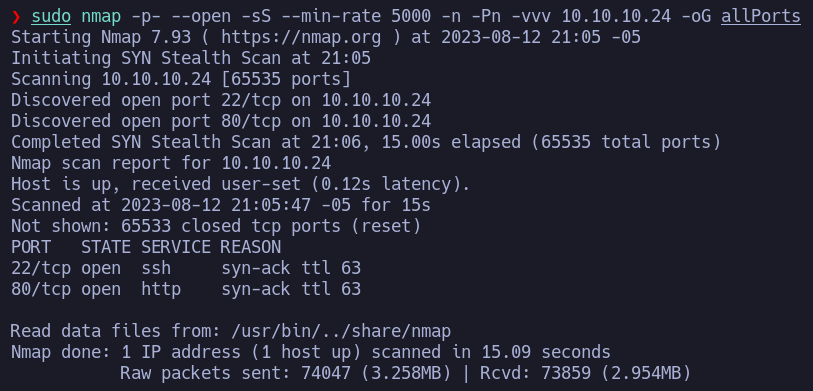 ❯ sudo nmap -p- --open -sS --min-rate 5000 -n -Pn -vvv 10.10.10.24 -oG allPorts
Starting Nmap 7.93 ( https://nmap.org ) at 2023-08-12 21:05 -05
Initiating SYN Stealth Scan at 21:05
Scanning 10.10.10.24 [65535 ports]
Discovered open port 22/tcp on 10.10.10.24
Discovered open port 80/tcp on 10.10.10.24
Completed SYN Stealth Scan at 21:06, 15.00s elapsed (65535 total ports)
Nmap scan report for 10.10.10.24
Host is up, received user-set (0.12s latency).
Scanned at 2023-08-12 21:05:47 -05 for 15s
Not shown: 65533 closed tcp ports (reset)
PORT   STATE SERVICE REASON
22/tcp open  ssh     syn-ack ttl 63
80/tcp open  http    syn-ack ttl 63
Read data files from: /usr/bin/../share/nmap
Nmap done: 1 IP address (1 host up) scanned in 15.09 seconds
           Raw packets sent: 74047 (3.258MB) | Rcvd: 73859 (2.954MB)